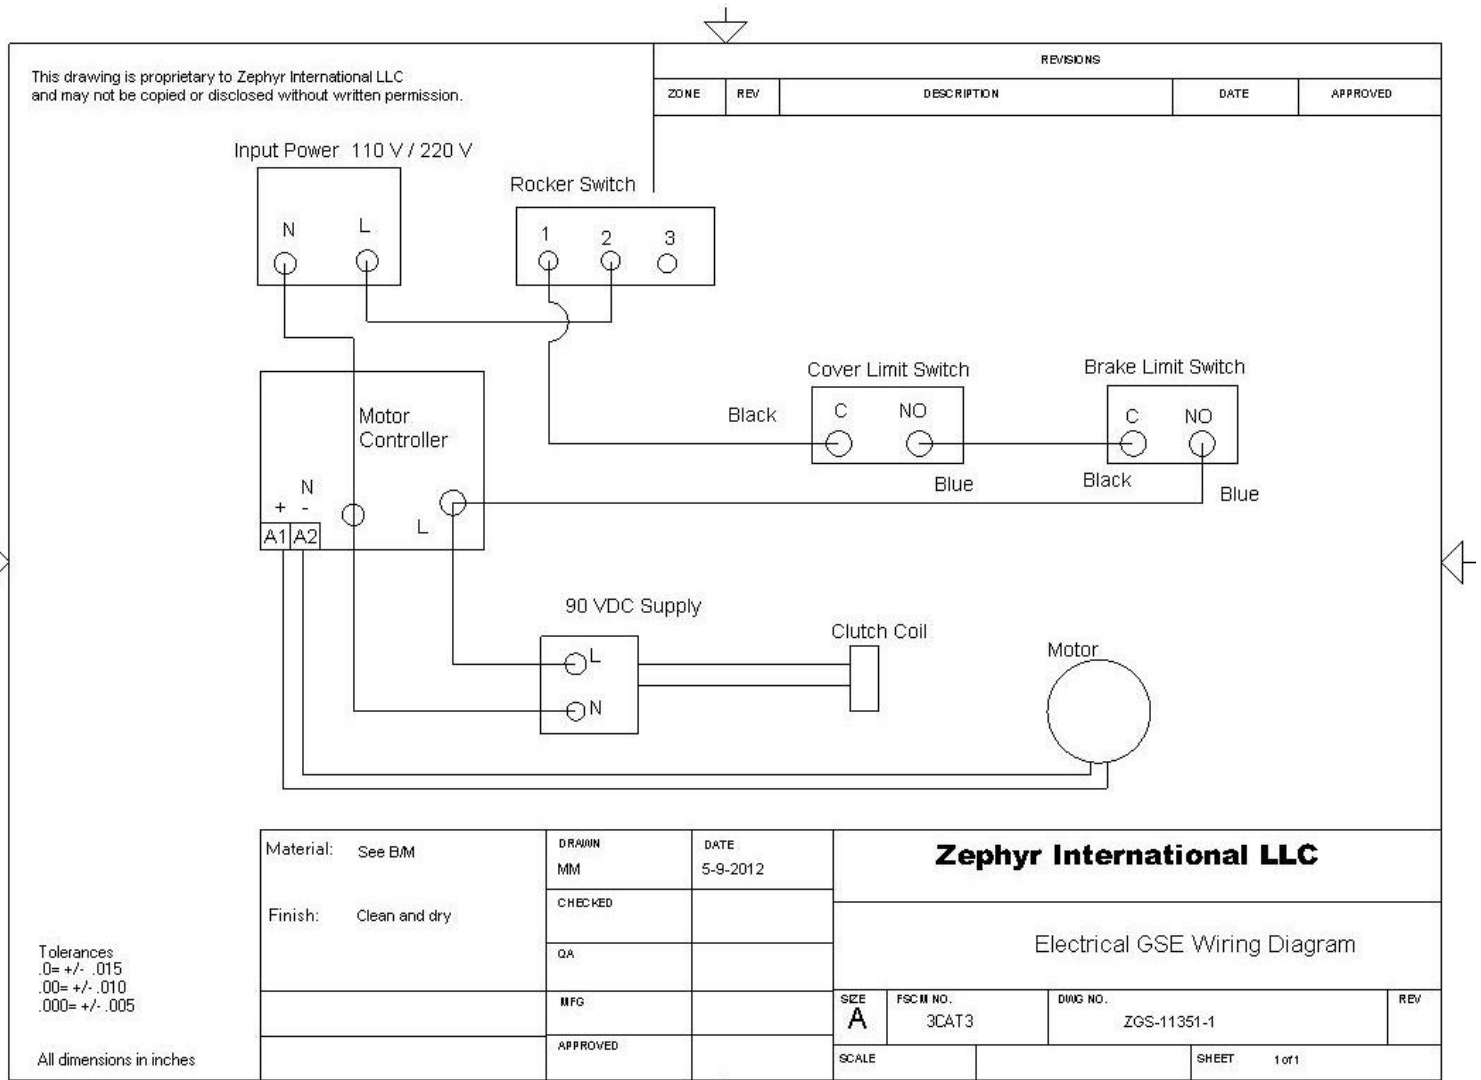 This drawing is proprietary to Zephyr International LLC
and may not be copied or disclosed without written permission.
REVISIONS
ZONE REV DESCRIPTION DATE APPROVED
Input Power 110 V / 220 V
N L
Rocker Switch
1 2 3
Cover Limit Switch
C NO
Brake Limit Switch
C NO
Black
Blue
Black
Blue
Motor
Controller
N
+ -
A1 A2
L
90 VDC Supply
L
N
Clutch Coil
Motor
Material: See B/M
Finish: Clean and dry
DRAWN
MM
DATE
5-9-2012
CHECKED
QA
MFG
APPROVED
Zephyr International LLC
Electrical GSE Wiring Diagram
SIZE
A
FSCM NO.
3CAT3
DWG NO.
ZGS-11351-1
REV
SCALE
SHEET 1 of 1
Tolerances
.0= +/- .015
.00= +/- .010
.000= +/- .005
All dimensions in inches